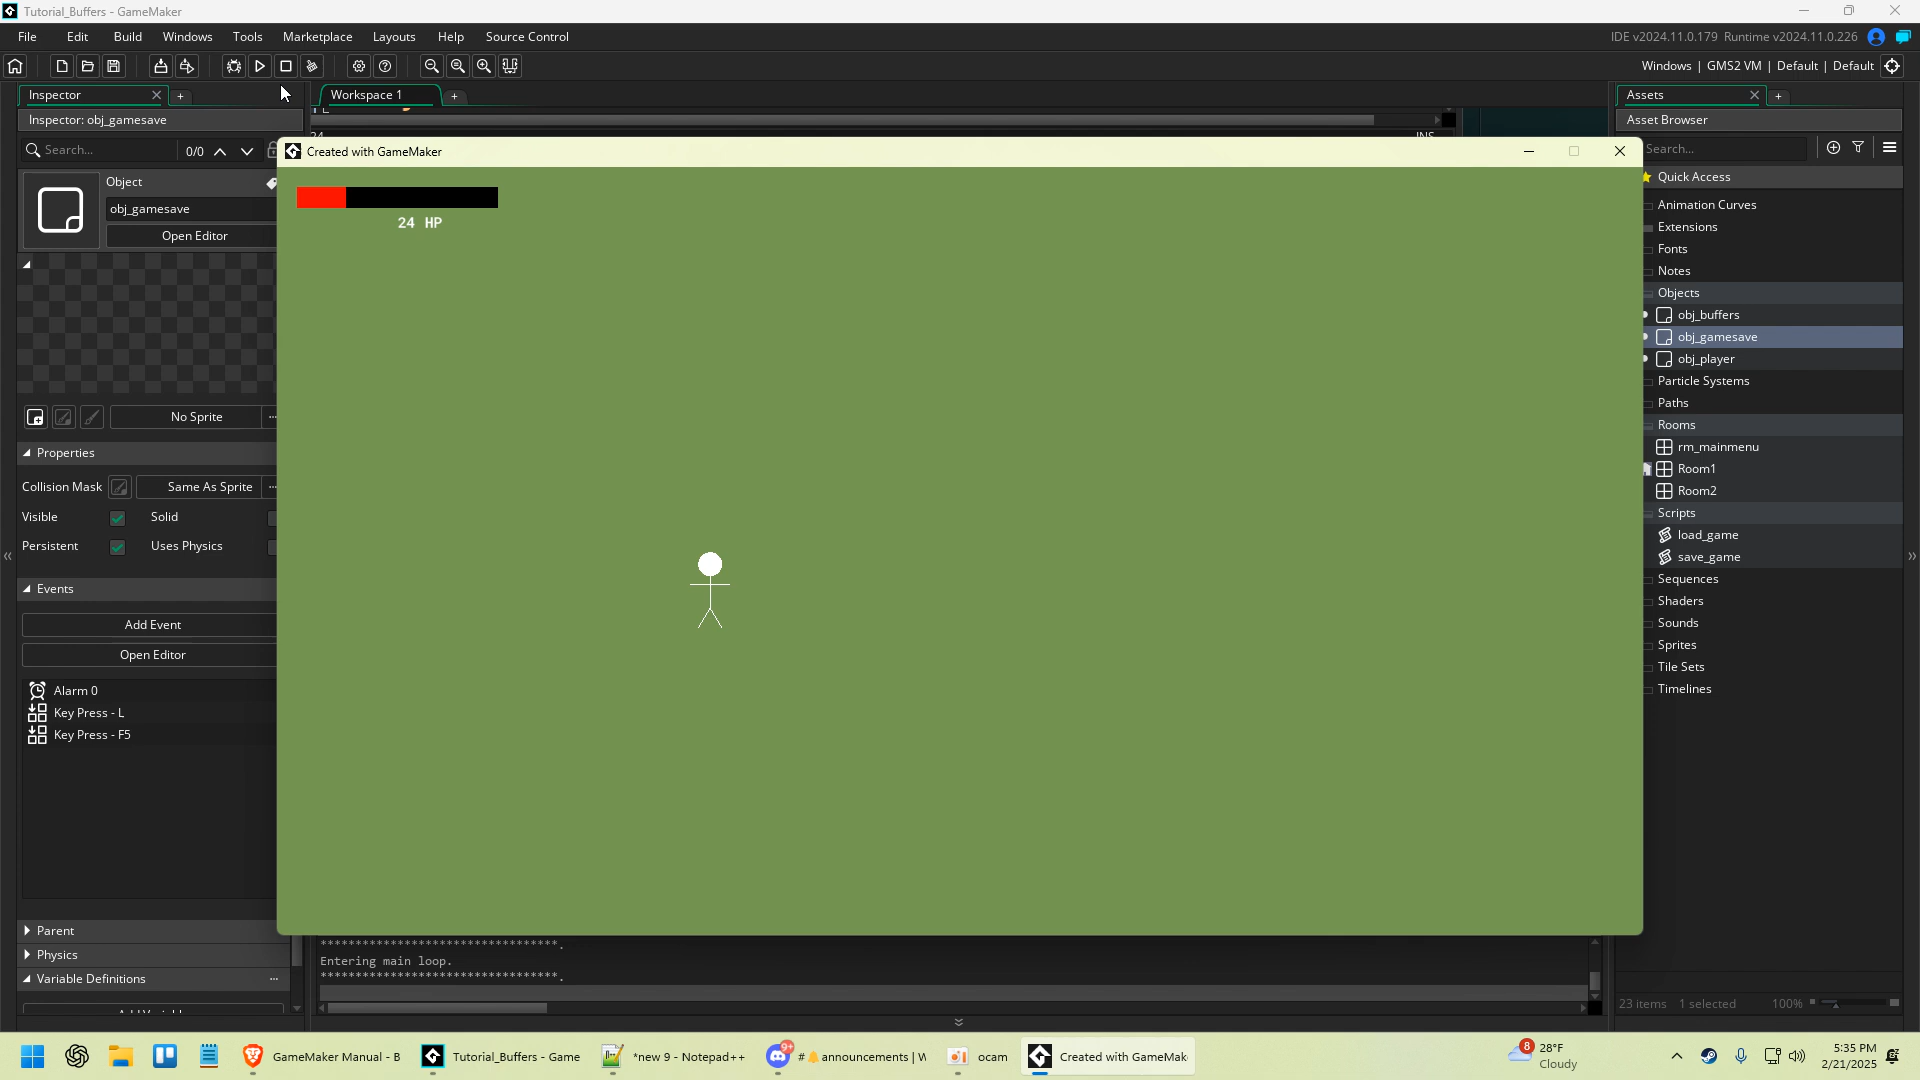 Tutorial_Buffers - GameMaker
File Edit Build Windows Tools Marketplace Layouts Help Source Control
IDE v2024.11.0.179 Runtime v2024.11.0.226
Windows | GMS2 VM | Default | Default
Inspector
Workspace 1
Assets
Inspector: obj_gamesave
Asset Browser
24
INS
Search...
0/0
Created with GameMaker
Search...
Object
obj_gamesave
Open Editor
24 HP
Quick Access
Animation Curves
Extensions
Fonts
Notes
Objects
obj_buffers
obj_gamesave
obj_player
Particle Systems
Paths
Rooms
rm_mainmenu
Room1
Room2
Scripts
load_game
save_game
Sequences
Shaders
Sounds
Sprites
Tile Sets
Timelines
No Sprite
Properties
Collision Mask
Same As Sprite
Visible
Solid
Persistent
Uses Physics
Events
Add Event
Open Editor
Alarm 0
Key Press - L
Key Press - F5
Parent
Physics
Variable Definitions
**********************************.
Entering main loop.
**********************************.
23 items 1 selected 100%
GameMaker Manual - B
Tutorial_Buffers - Game
*new 9 - Notepad++
9+
# announcements | W
ocam
Created with GameMak
8
28°F
Cloudy
5:35 PM
2/21/2025